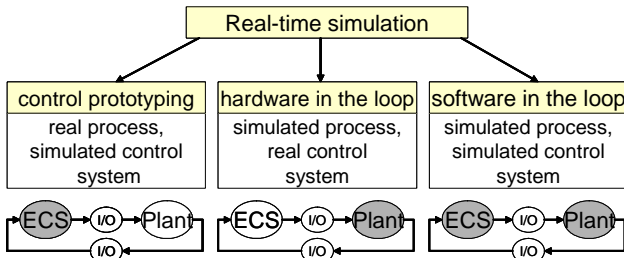 Real-time simulation
control prototyping
real process,
simulated control
system
hardware in the loop
simulated process,
real control
system
software in the loop
simulated process,
simulated control
system
ECS I/O Plant
I/O
ECS I/O Plant
I/O
ECS I/O Plant
I/O